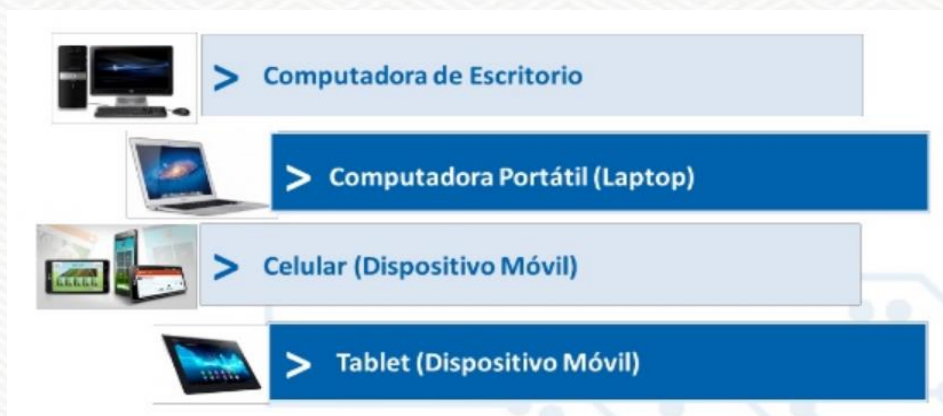 > Computadora de Escritorio
> Computadora Portátil (Laptop)
> Celular (Dispositivo Móvil)
> Tablet (Dispositivo Móvil)